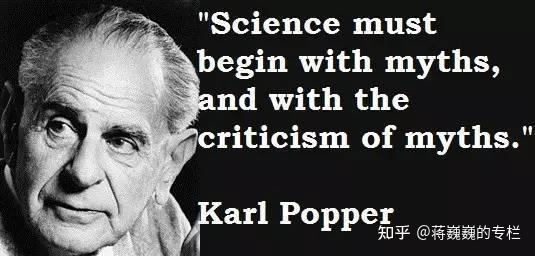 "Science must
begin with myths,
and with the
criticism of myths."
Karl Popper
知乎 @蒋巍巍的专栏